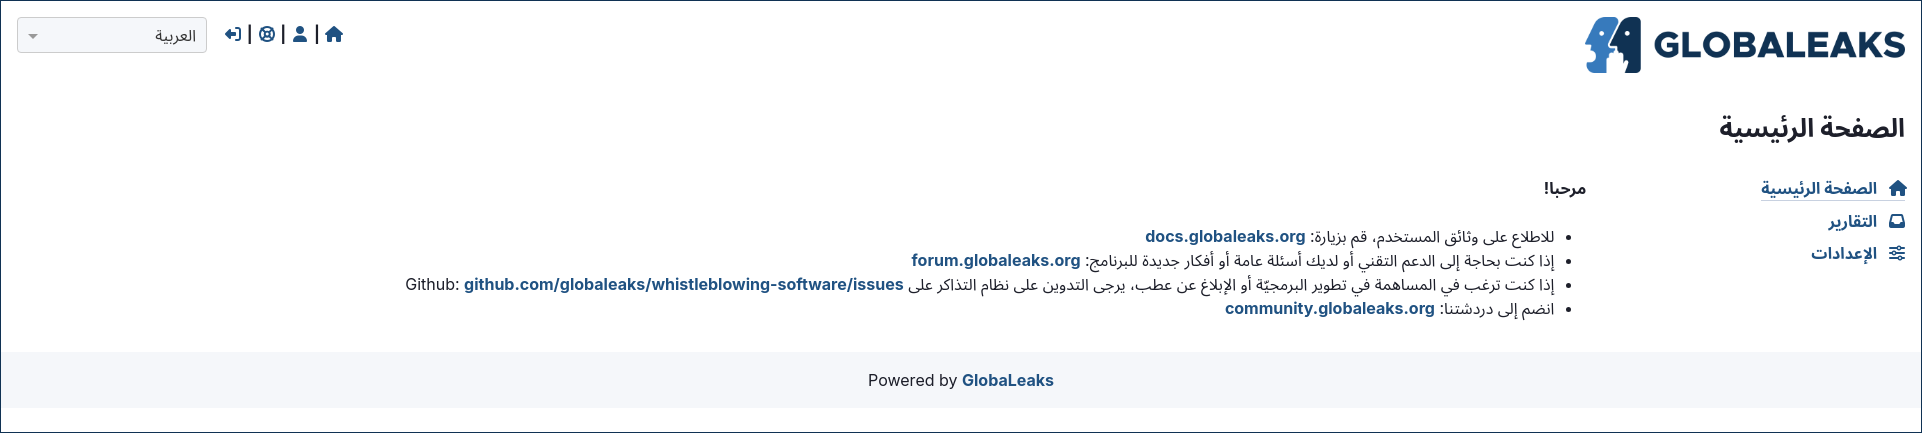 GLOBALEAKS
العربية
الصفحة الرئيسية
الصفحة الرئيسية
التقارير
الإعدادات
مرحبا!
للاطلاع على وثائق المستخدم، قم بزيارة: docs.globaleaks.org
إذا كنت بحاجة إلى الدعم التقني أو لديك أسئلة عامة أو أفكار جديدة للبرنامج: forum.globaleaks.org
إذا كنت ترغب في المساهمة في تطوير البرمجيّة أو الإبلاغ عن عطب، يرجى التدوين على نظام التذاكر على Github: github.com/globaleaks/whistleblowing-software/issues
انضم إلى دردشتنا: community.globaleaks.org
Powered by GlobaLeaks